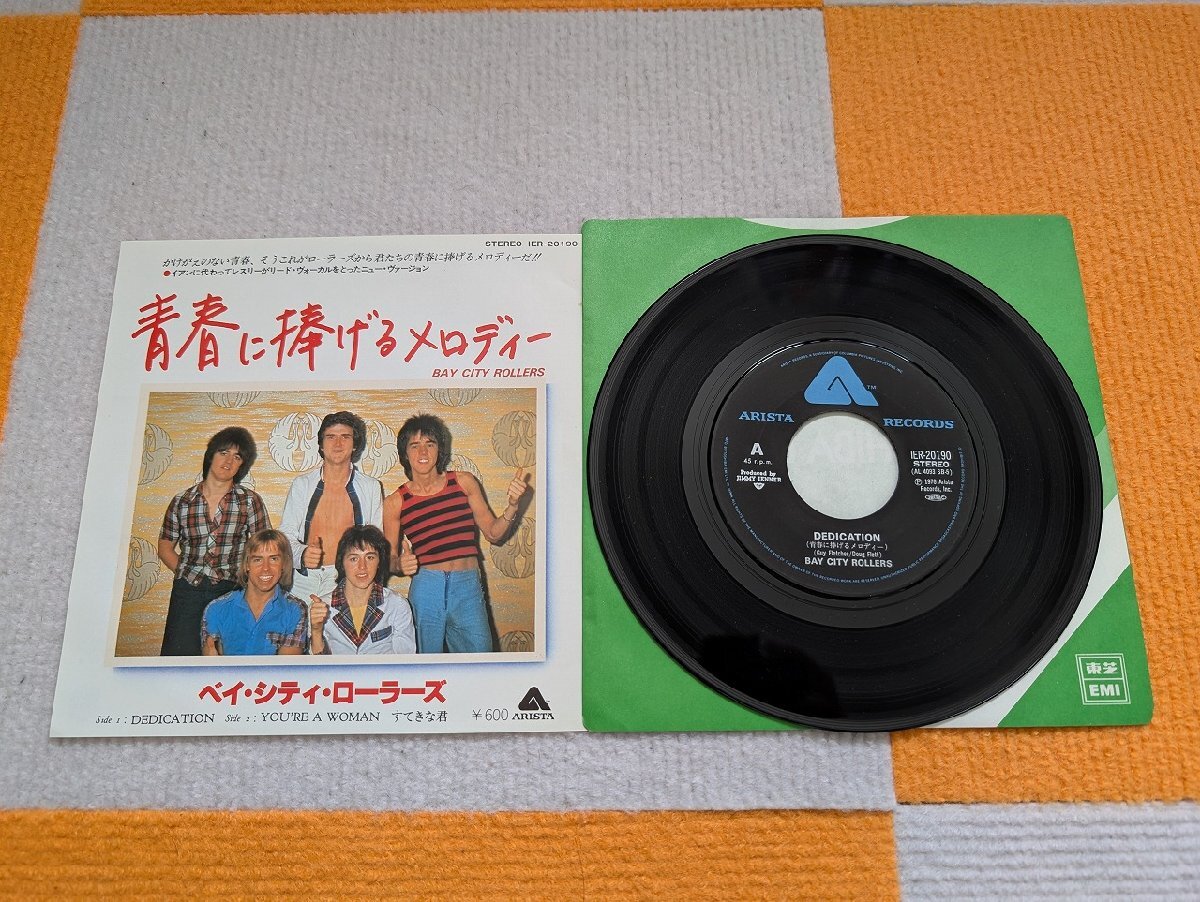 STEREO IER 20190
かけがえのない青春、そうこれがローラーズから君たちの青春に捧げるメロディーだ!!
●イアンに代わってレスリーがリード・ヴォーカルをとったニュー・ヴァージョン
青春に捧げるメロディー
BAY CITY ROLLERS
ベイ・シティ・ローラーズ
Side 1 : DEDICATION Side 2 : YOU'RE A WOMAN すてきな君
¥600
ARISTA
TM
ARISTA RECORDS
A
45 r.p.m.
Produced by
JIMMY IENNER
IER-20190
STEREO
(AL 4093 SB-5)
Ⓟ 1976 Arista
Records, Inc.
DEDICATION
(青春に捧げるメロディー)
(Guy Fletcher/Doug Flett)
BAY CITY ROLLERS
東芝
EMI